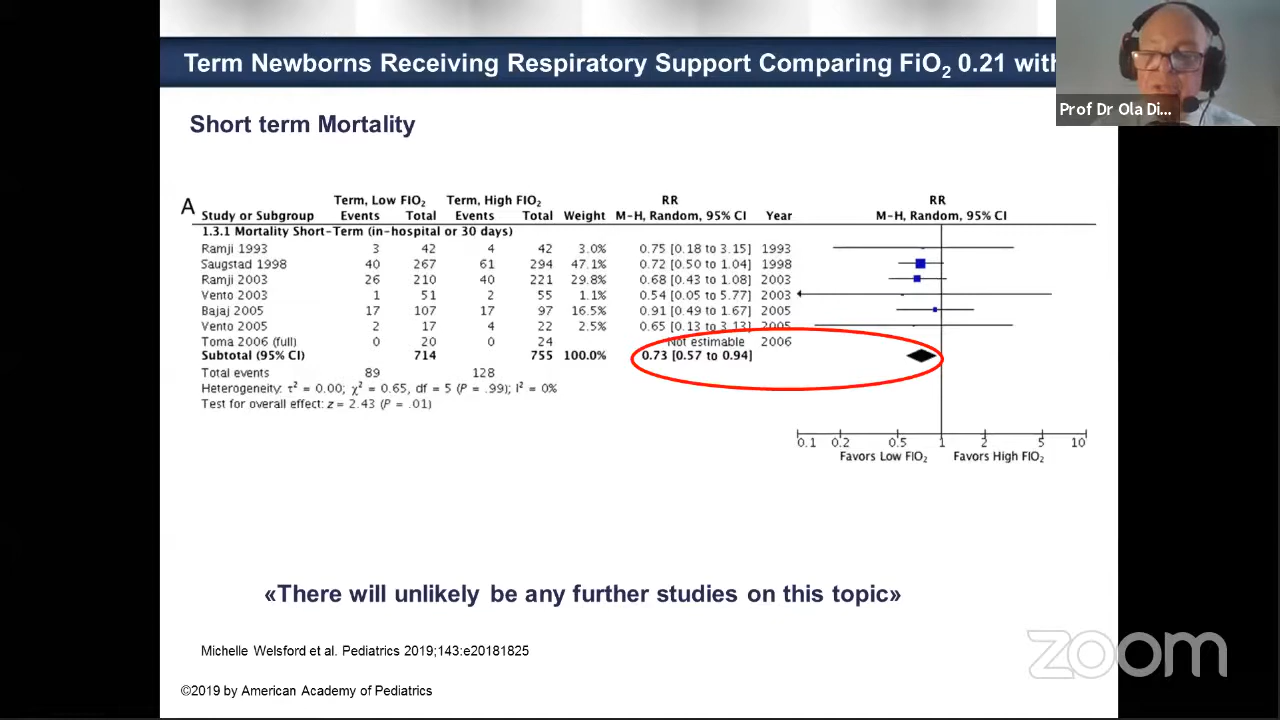 Term Newborns Receiving Respiratory Support Comparing FiO2 0.21 with
Prof Dr Ola Di...
Short term Mortality
A
Term, Low FIO2 Term, High FIO2 RR RR
Study or Subgroup Events Total Events Total Weight M-H, Random, 95% CI Year M-H, Random, 95% CI
1.3.1 Mortality Short-Term (in-hospital or 30 days)
Ramji 1993 3 42 4 42 3.0% 0.75 [0.18 to 3.15] 1993
Saugstad 1998 40 267 61 294 47.1% 0.72 [0.50 to 1.04] 1998
Ramji 2003 26 210 40 221 29.8% 0.68 [0.43 to 1.08] 2003
Vento 2003 1 51 2 55 1.1% 0.54 [0.05 to 5.77] 2003
Bajaj 2005 17 107 17 97 16.5% 0.91 [0.49 to 1.67] 2005
Vento 2005 2 17 4 22 2.5% 0.65 [0.13 to 3.13] 2005
Toma 2006 (full) 0 20 0 24 Not estimable 2006
Subtotal (95% CI) 714 755 100.0% 0.73 [0.57 to 0.94]
Total events 89 128
Heterogeneity: τ² = 0.00; χ² = 0.65, df = 5 (P = .99); I² = 0%
Test for overall effect: z = 2.43 (P = .01)
0.1 0.2 0.5 1 2 5 10
Favors Low FIO2 Favors High FIO2
«There will unlikely be any further studies on this topic»
Michelle Welsford et al. Pediatrics 2019;143:e20181825
©2019 by American Academy of Pediatrics
zoom